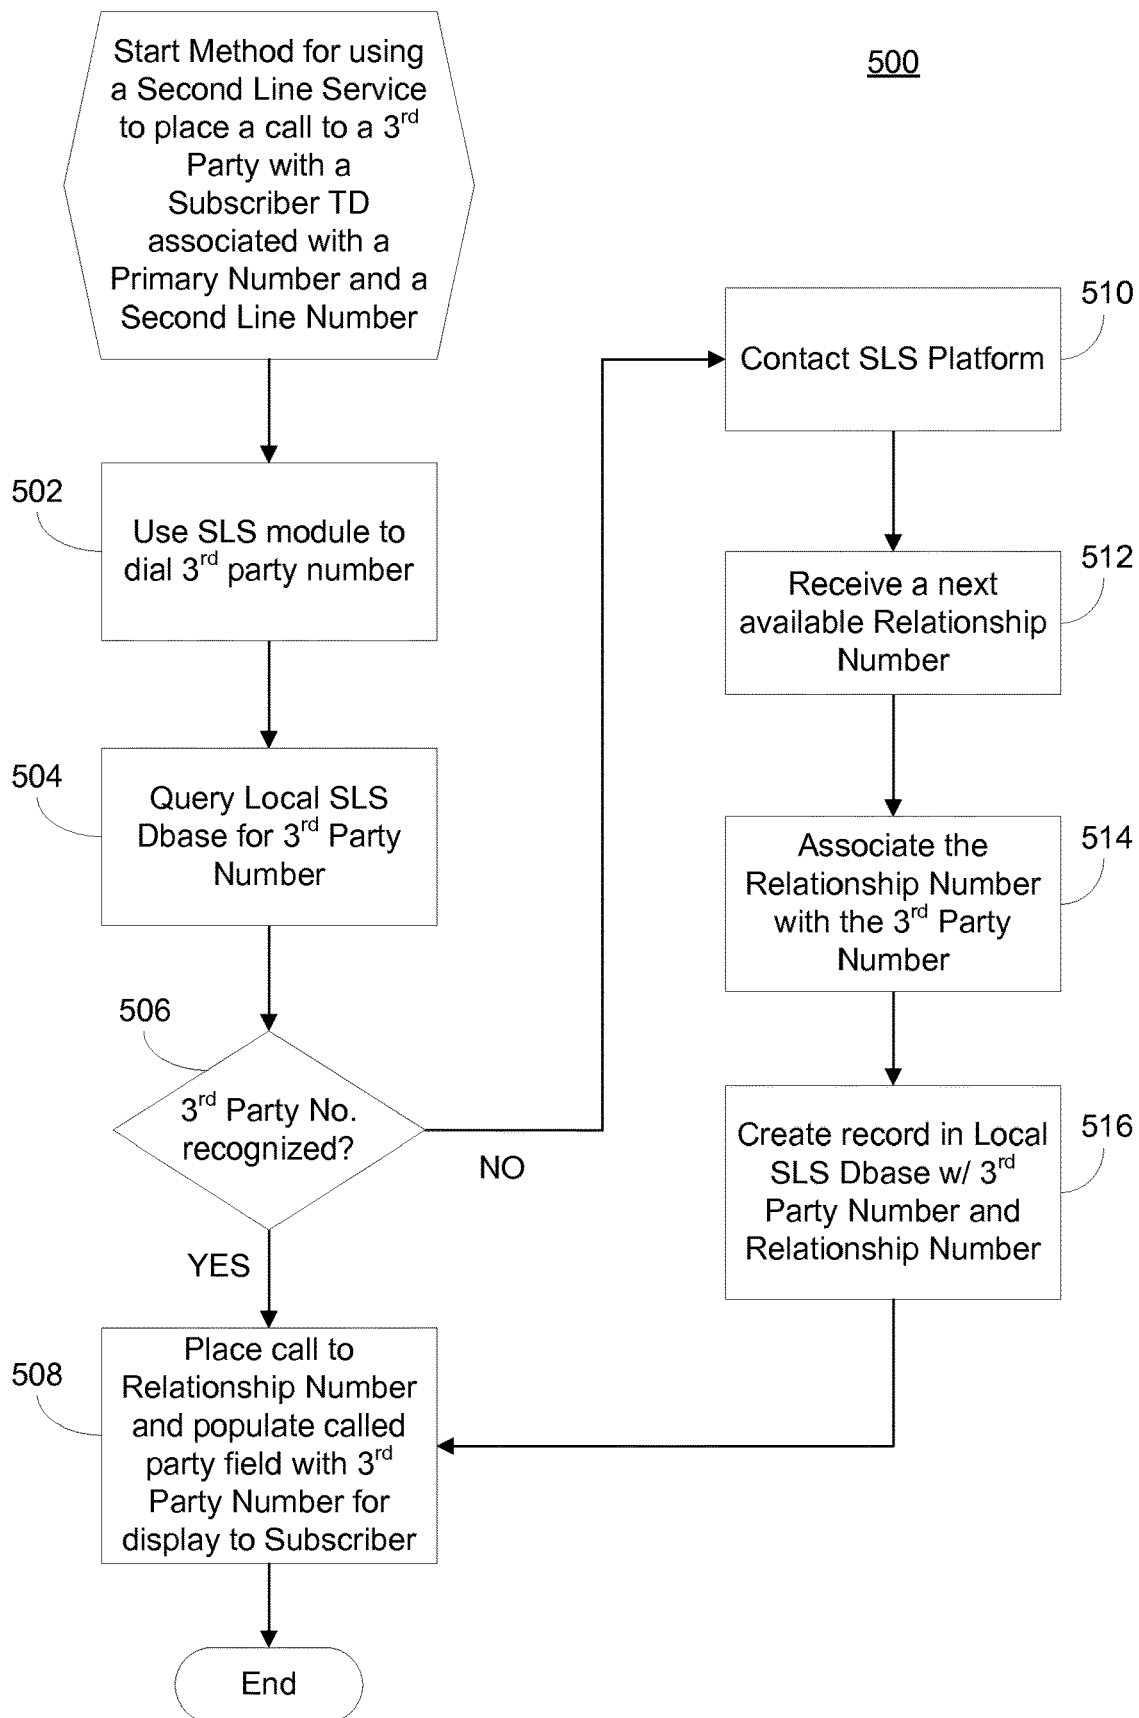 500
Start Method for using
a Second Line Service
to place a call to a 3rd
Party with a
Subscriber TD
associated with a
Primary Number and a
Second Line Number
502
Use SLS module to
dial 3rd party number
504
Query Local SLS
Dbase for 3rd Party
Number
506
3rd Party No.
recognized?
NO
YES
508
Place call to
Relationship Number
and populate called
party field with 3rd
Party Number for
display to Subscriber
End
510
Contact SLS Platform
512
Receive a next
available Relationship
Number
514
Associate the
Relationship Number
with the 3rd Party
Number
516
Create record in Local
SLS Dbase w/ 3rd
Party Number and
Relationship Number